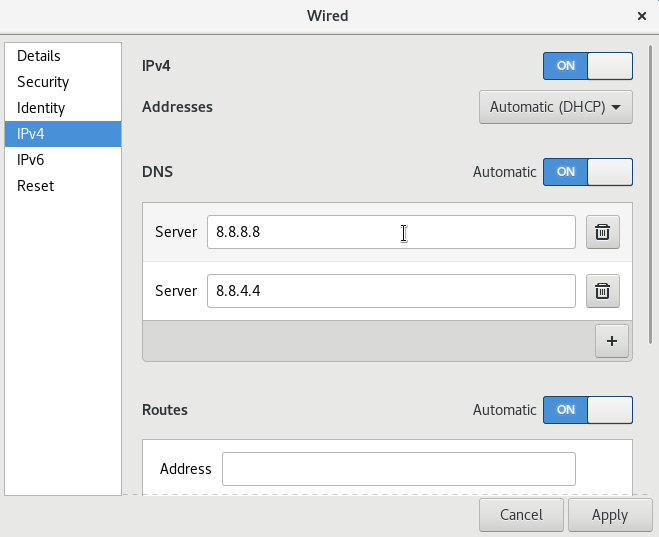 Wired
Details
Security
Identity
IPv4
IPv6
Reset
IPv4 ON
Addresses Automatic (DHCP)
DNS Automatic ON
Server 8.8.8.8
Server 8.8.4.4
+
Routes Automatic ON
Address
Cancel Apply